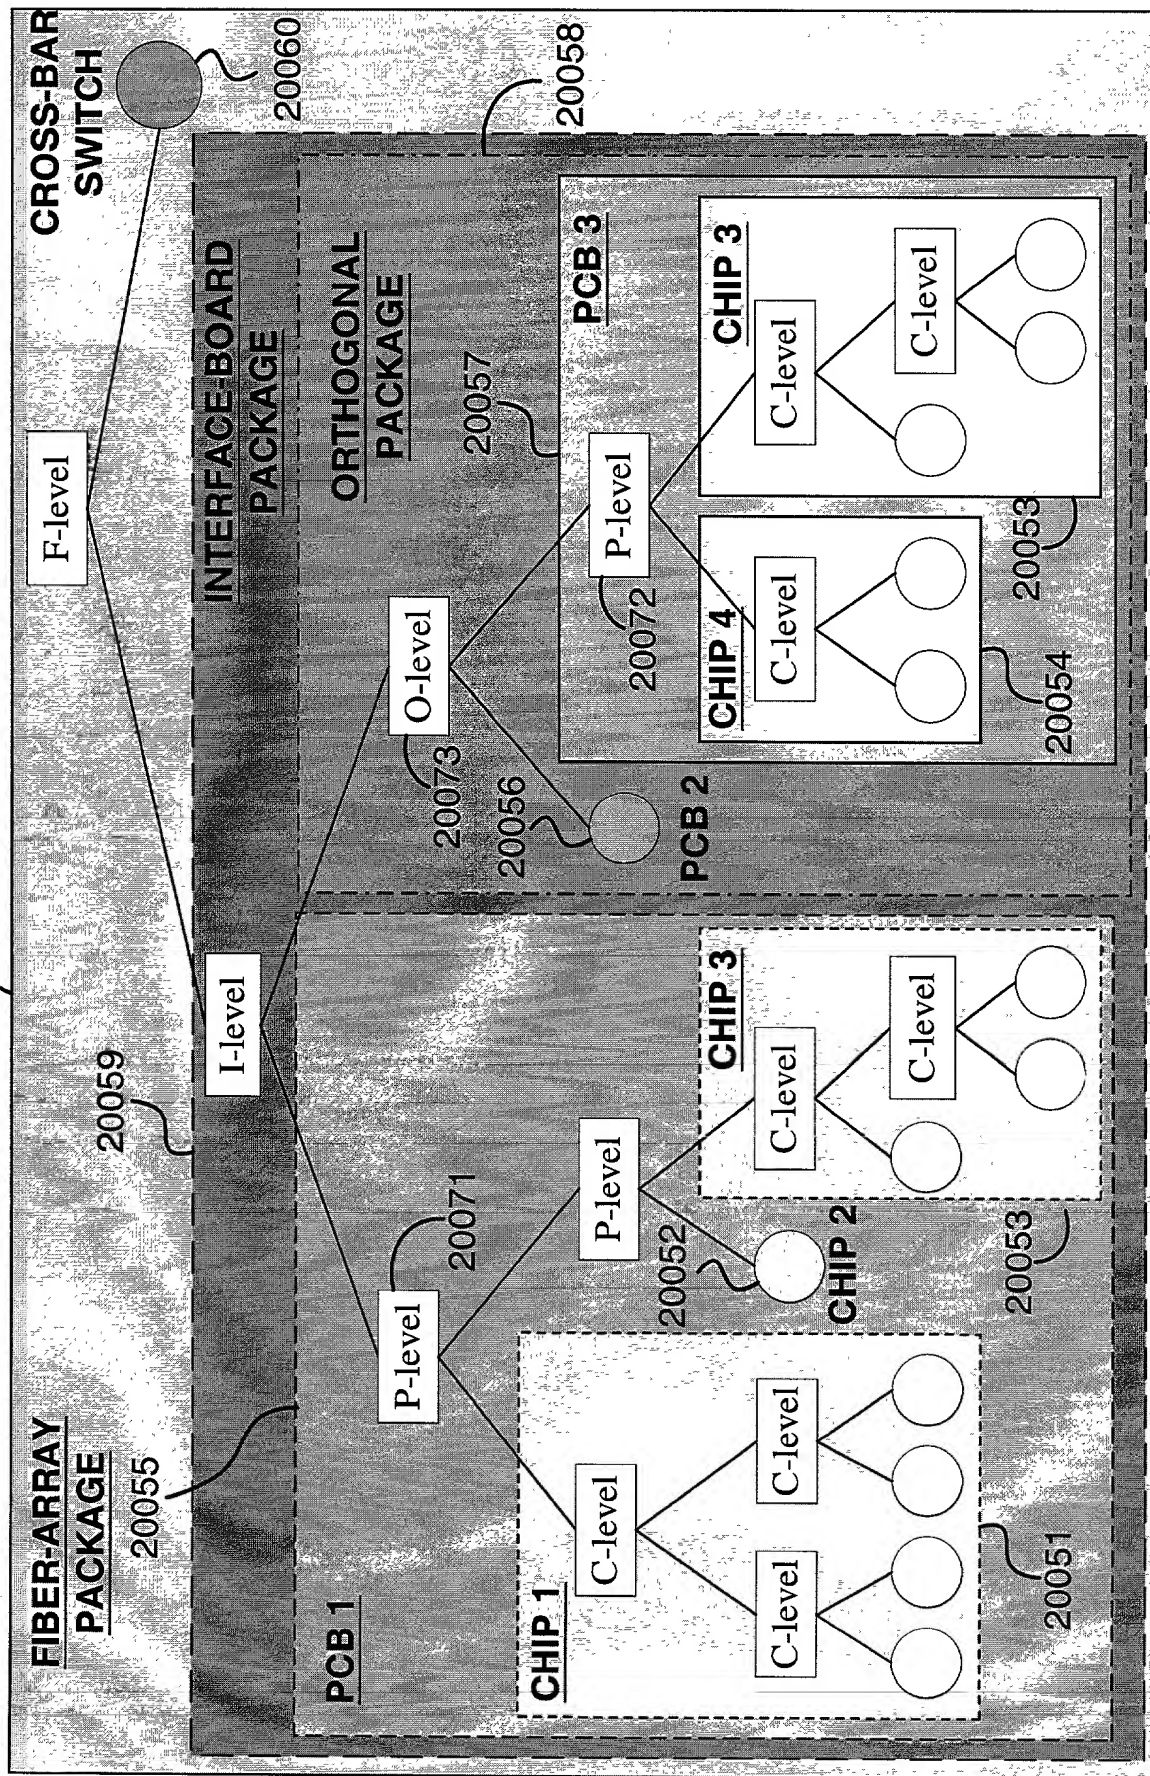 FIBER-ARRAY
PACKAGE
F-level
CROSS-BAR
SWITCH
20060
20059
20055
I-level
INTERFACE-BOARD
PACKAGE
20058
PCB 1
P-level
20071
O-level
20073
ORTHOGONAL
PACKAGE
20057
CHIP 1
C-level
C-level
C-level
20051
P-level
20052
CHIP 2
CHIP 3
C-level
C-level
20053
20056
PCB 2
PCB 3
P-level
20072
CHIP 4
C-level
20054
CHIP 3
C-level
C-level
20053